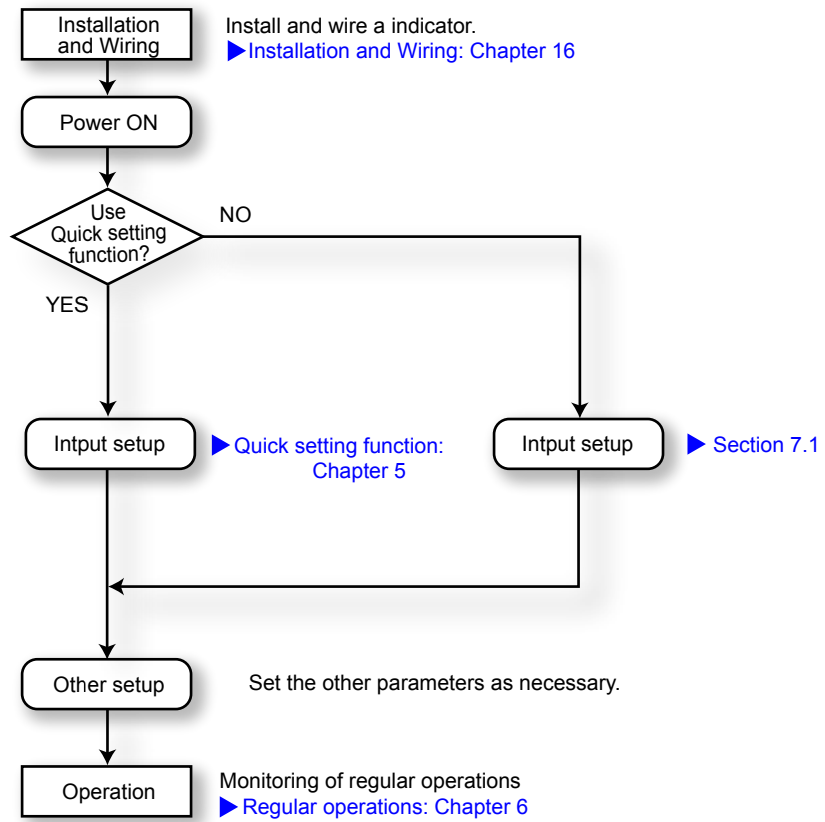 Installation
and Wiring
Install and wire a indicator.
▶Installation and Wiring: Chapter 16
Power ON
Use
Quick setting
function?
NO
YES
Intput setup
▶Quick setting function:
Chapter 5
Intput setup
▶ Section 7.1
Other setup
Set the other parameters as necessary.
Operation
Monitoring of regular operations
▶Regular operations: Chapter 6